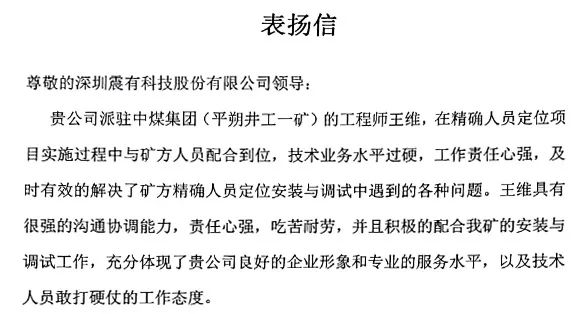 表扬信
尊敬的深圳震有科技股份有限公司领导：
贵公司派驻中煤集团（平朔井工一矿）的工程师王维，在精确人员定位项
目实施过程中与矿方人员配合到位，技术业务水平过硬，工作责任心强，及
时有效的解决了矿方精确人员定位安装与调试中遇到的各种问题。王维具有
很强的沟通协调能力，责任心强，吃苦耐劳，并且积极的配合我矿的安装与
调试工作，充分体现了贵公司良好的企业形象和专业的服务水平，以及技术
人员敢打硬仗的工作态度。